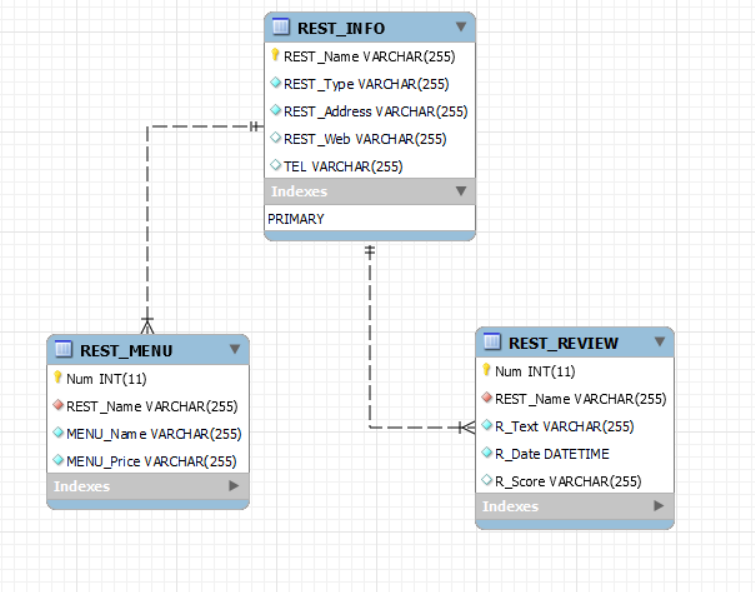 REST_INFO
REST_Name VARCHAR(255)
REST_Type VARCHAR(255)
REST_Address VARCHAR(255)
REST_Web VARCHAR(255)
TEL VARCHAR(255)
Indexes
PRIMARY
REST_MENU
Num INT(11)
REST_Name VARCHAR(255)
MENU_Name VARCHAR(255)
MENU_Price VARCHAR(255)
Indexes
REST_REVIEW
Num INT(11)
REST_Name VARCHAR(255)
R_Text VARCHAR(255)
R_Date DATETIME
R_Score VARCHAR(255)
Indexes